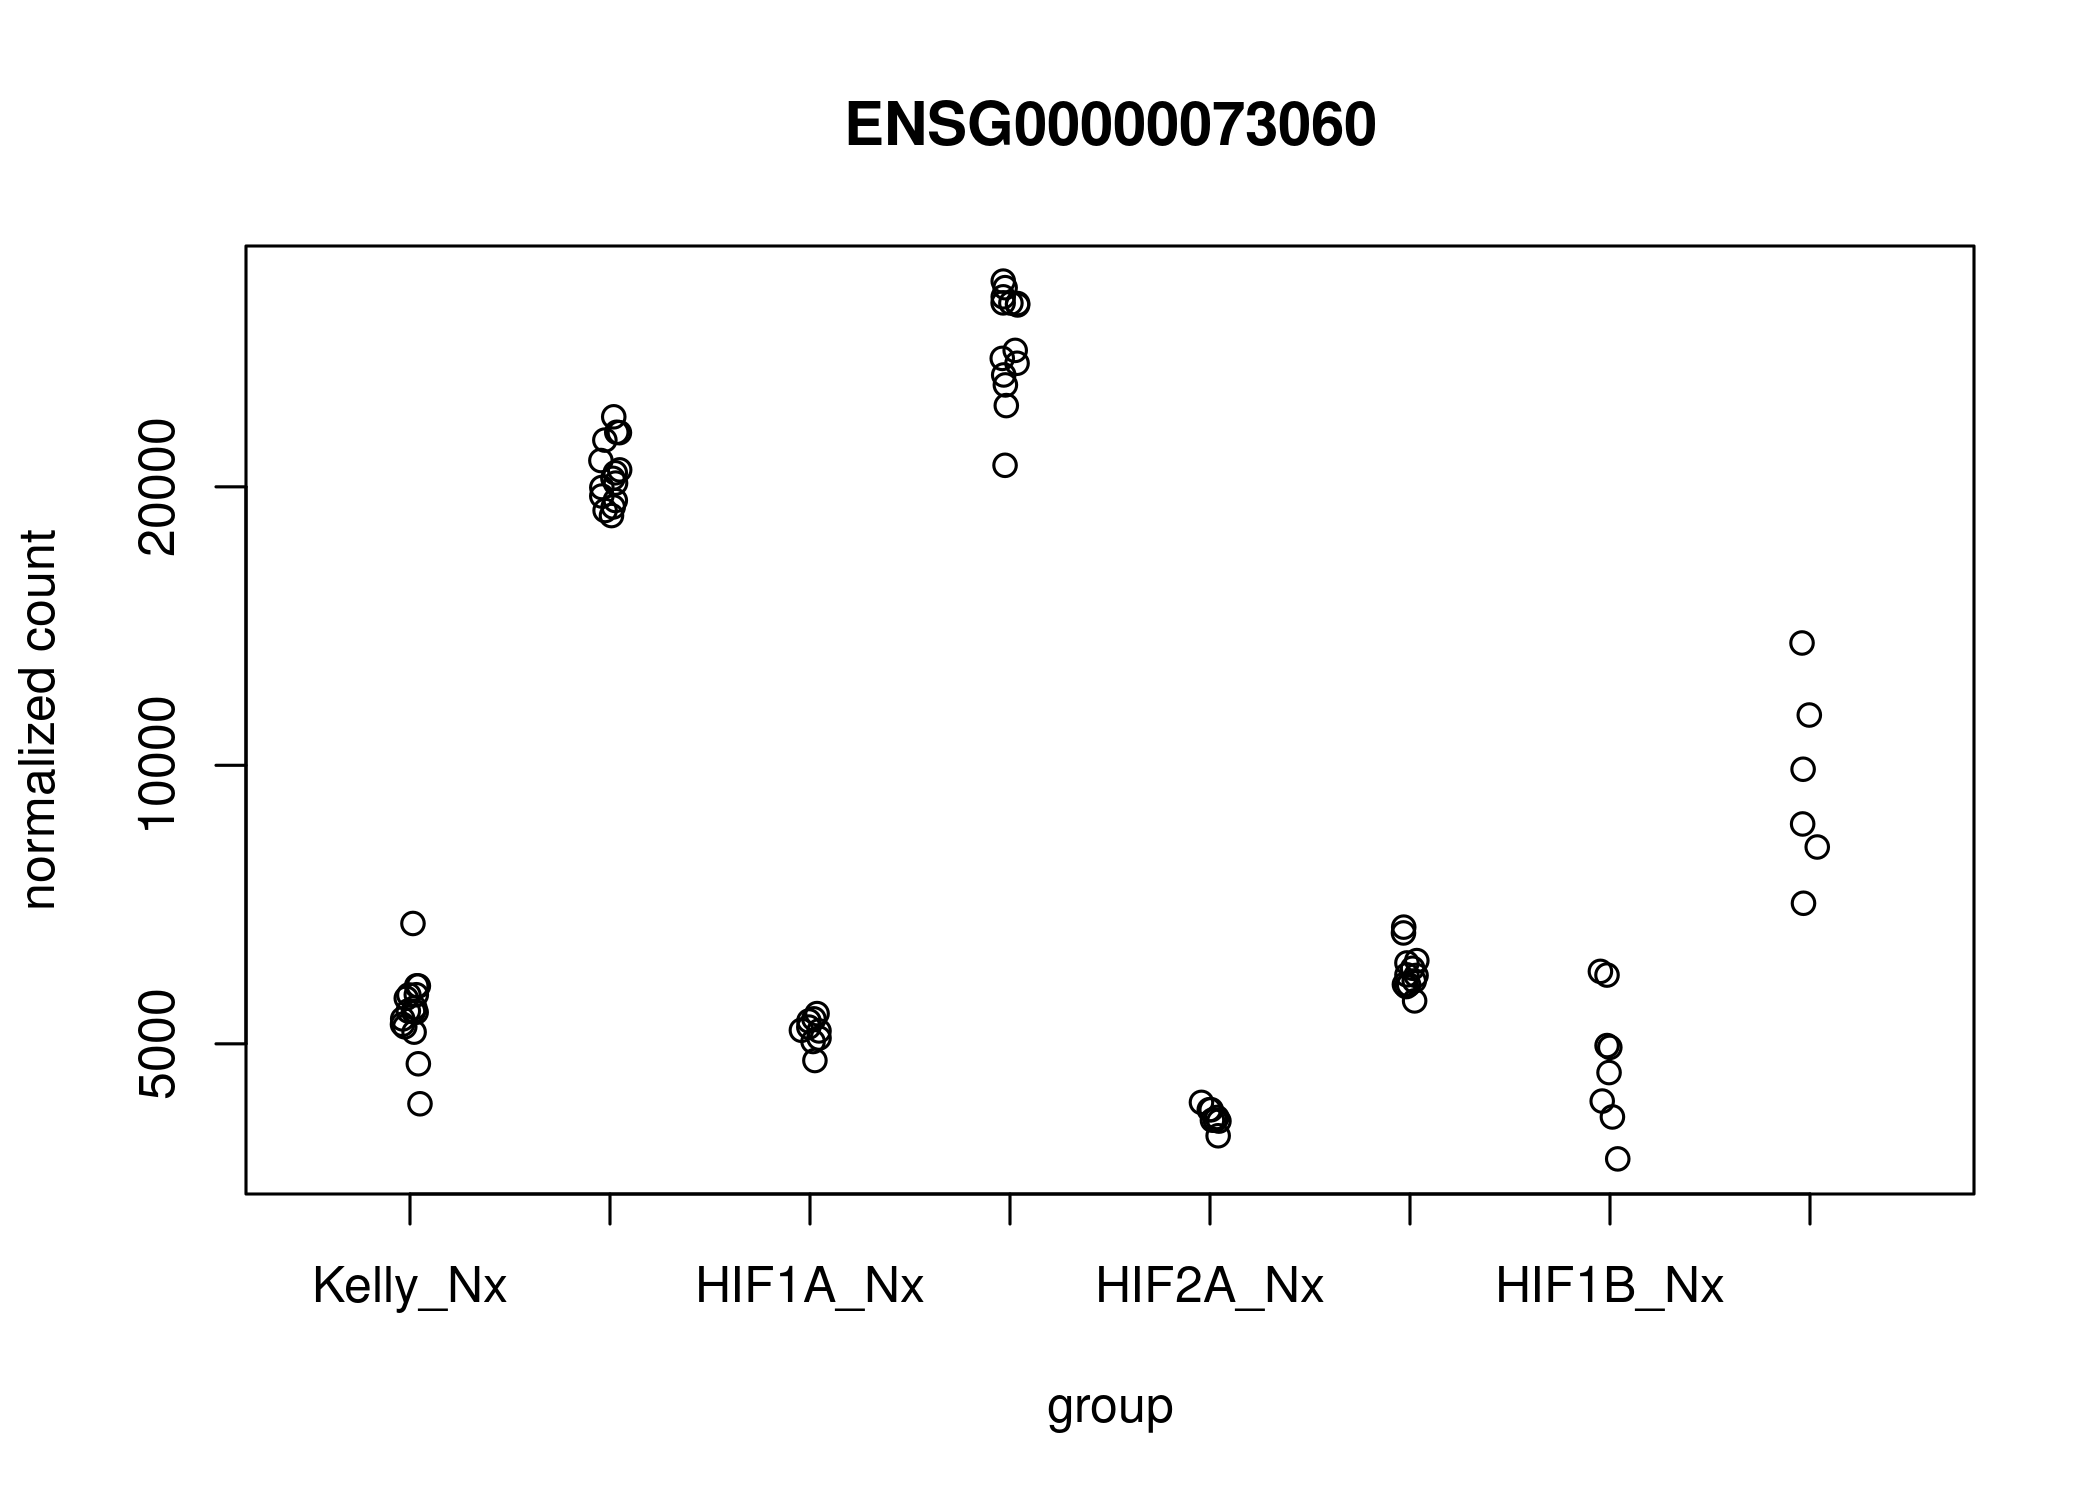 ENSG00000073060
normalized count
20000
10000
5000
Kelly_Nx
HIF1A_Nx
HIF2A_Nx
HIF1B_Nx
group